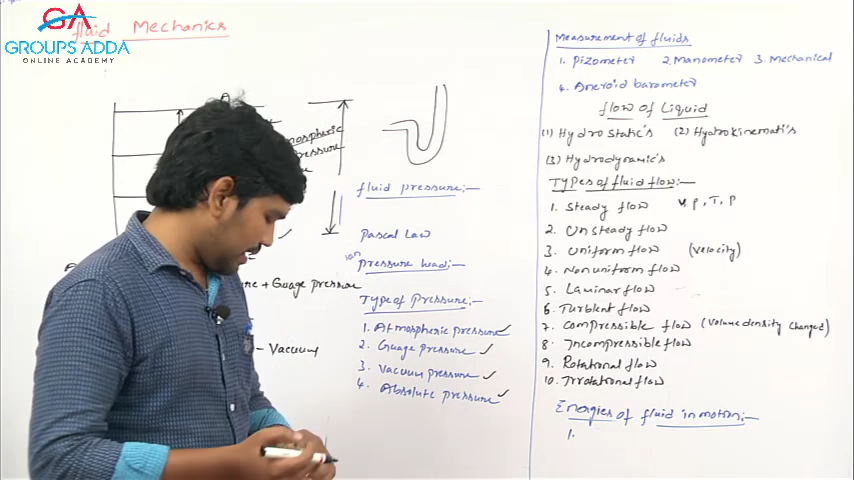 GA
GROUPS ADDA
ONLINE ACADEMY
fluid Mechanics
fluid pressure:-
Pascal Law
pressure head:-
+ Guage pressure
- Vacuum
Type of Pressure:-
1. Atmospheric pressure ✓
2. Guage pressure ✓
3. Vacuum pressure ✓
4. Absolute pressure ✓
Measurement of fluids
1. Pizometer 2. Manometer 3. Mechanical
4. Aneroid barometer
flow of Liquid
(1) Hydrostatic's (2) Hydrokinemati's
(3) Hydrodynamic's
Types of fluid flow:-
1. Steady flow V, P, T, P
2. Unsteady flow
3. Uniform flow (velocity)
4. Nonuniform flow
5. Laminar flow
6. Turblent flow
7. Compressible flow (Volume density changed)
8. Incompressible flow
9. Rotational flow
10. Irrotational flow
Energies of fluid in motion:-
1.